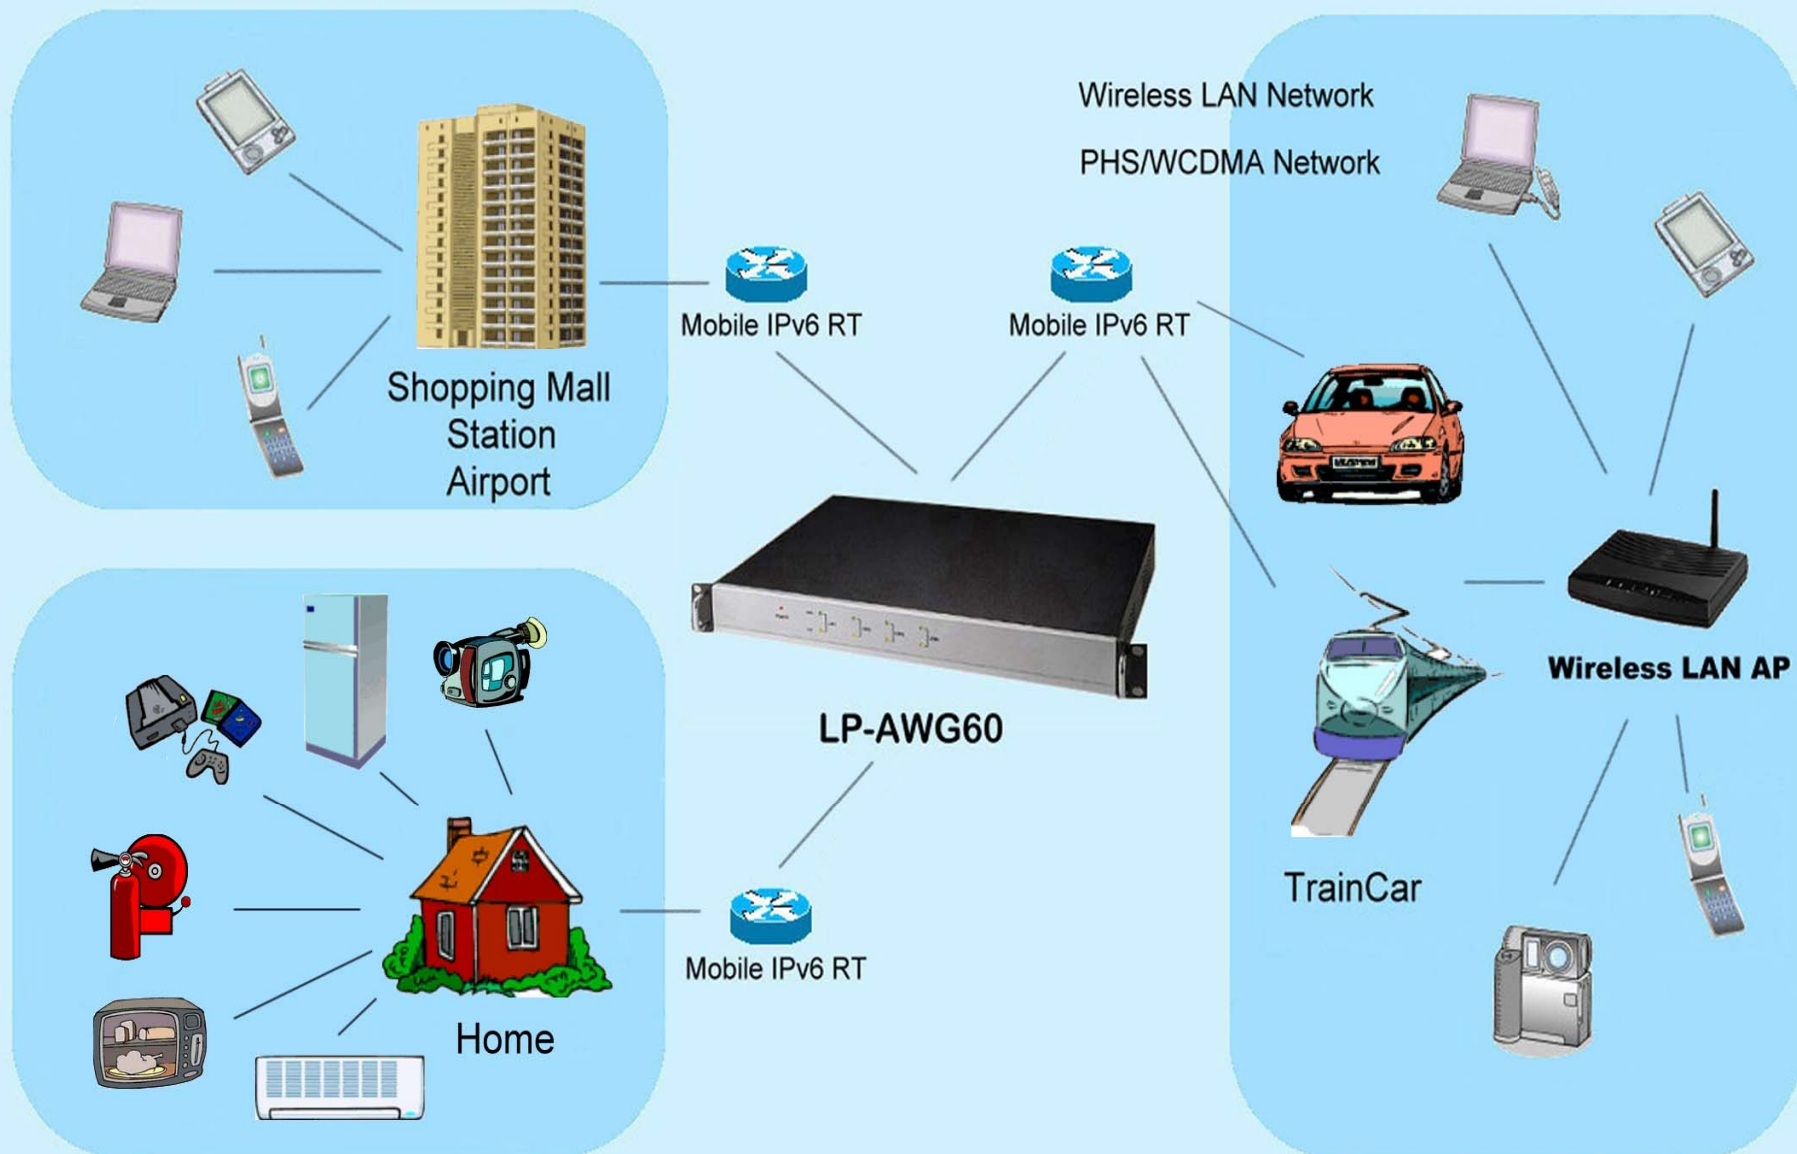 Wireless LAN Network
PHS/WCDMA Network
Mobile IPv6 RT
Mobile IPv6 RT
Shopping Mall
Station
Airport
LP-AWG60
Wireless LAN AP
TrainCar
Mobile IPv6 RT
Home